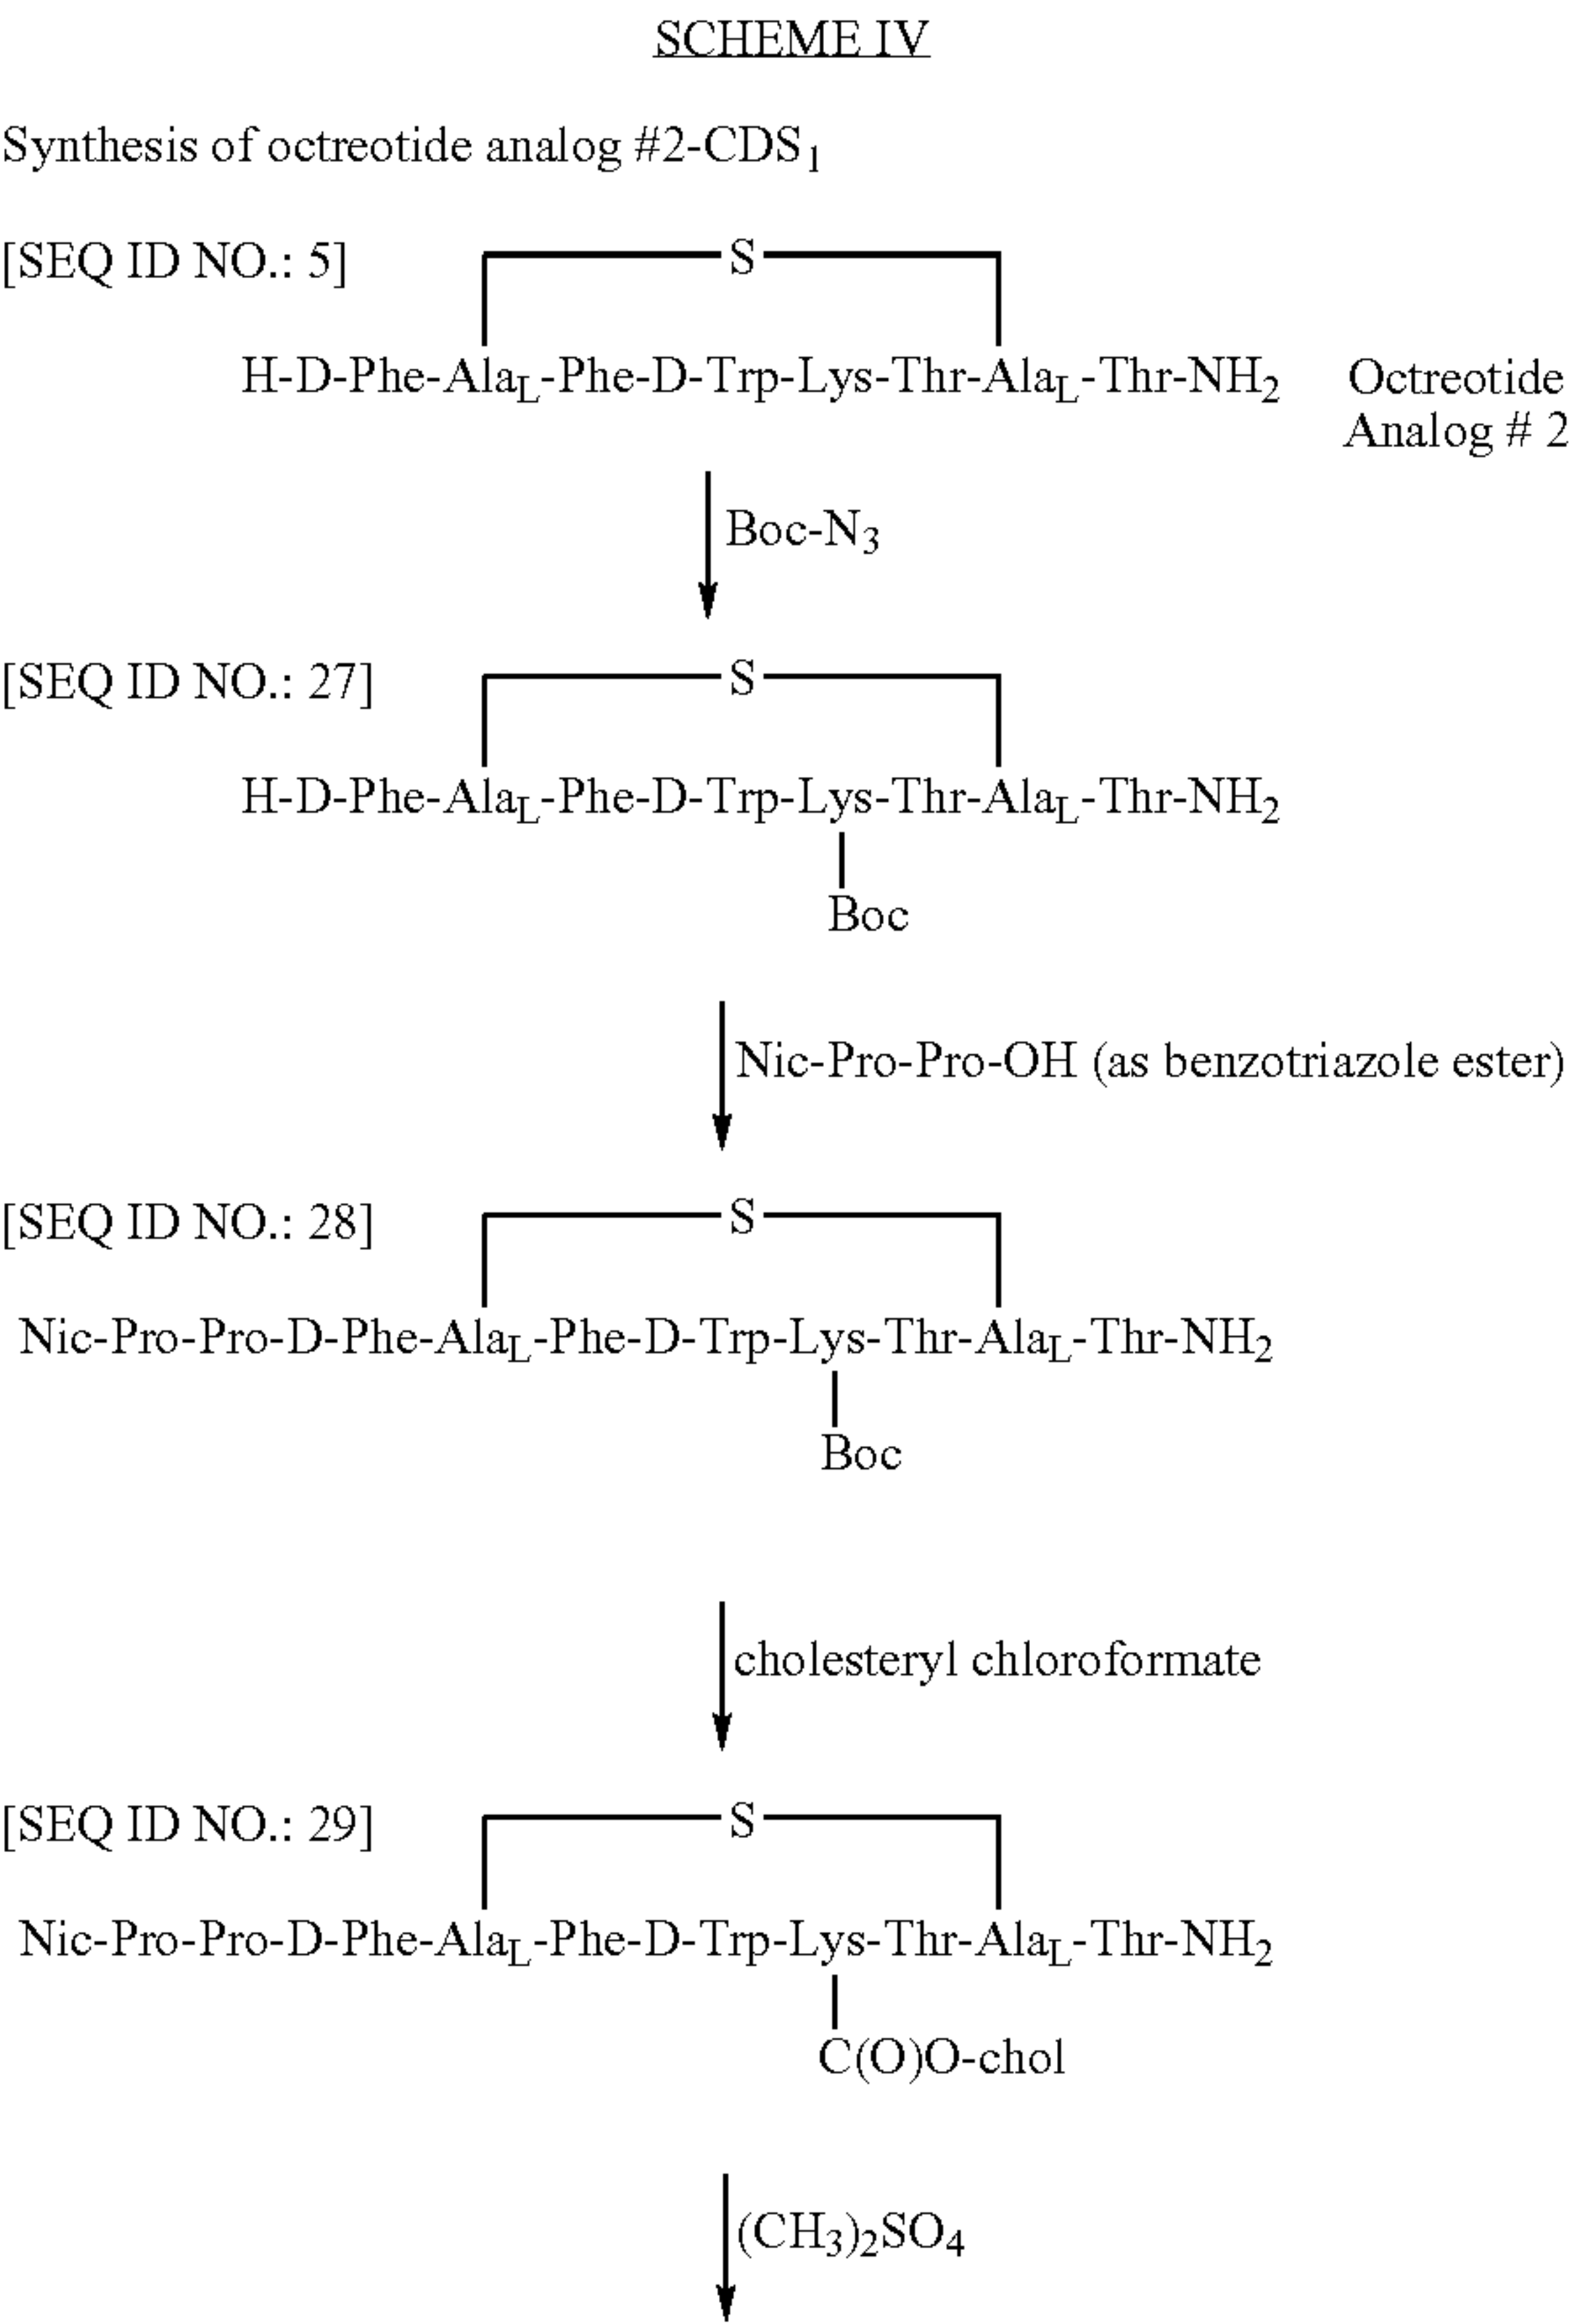 SCHEME IV
Synthesis of octreotide analog #2-CDS1
[SEQ ID NO.: 5]
S
H-D-Phe-AlaL-Phe-D-Trp-Lys-Thr-AlaL-Thr-NH2
Octreotide
Analog # 2
Boc-N3
[SEQ ID NO.: 27]
S
H-D-Phe-AlaL-Phe-D-Trp-Lys-Thr-AlaL-Thr-NH2
Boc
Nic-Pro-Pro-OH (as benzotriazole ester)
[SEQ ID NO.: 28]
S
Nic-Pro-Pro-D-Phe-AlaL-Phe-D-Trp-Lys-Thr-AlaL-Thr-NH2
Boc
cholesteryl chloroformate
[SEQ ID NO.: 29]
S
Nic-Pro-Pro-D-Phe-AlaL-Phe-D-Trp-Lys-Thr-AlaL-Thr-NH2
C(O)O-chol
(CH3)2SO4